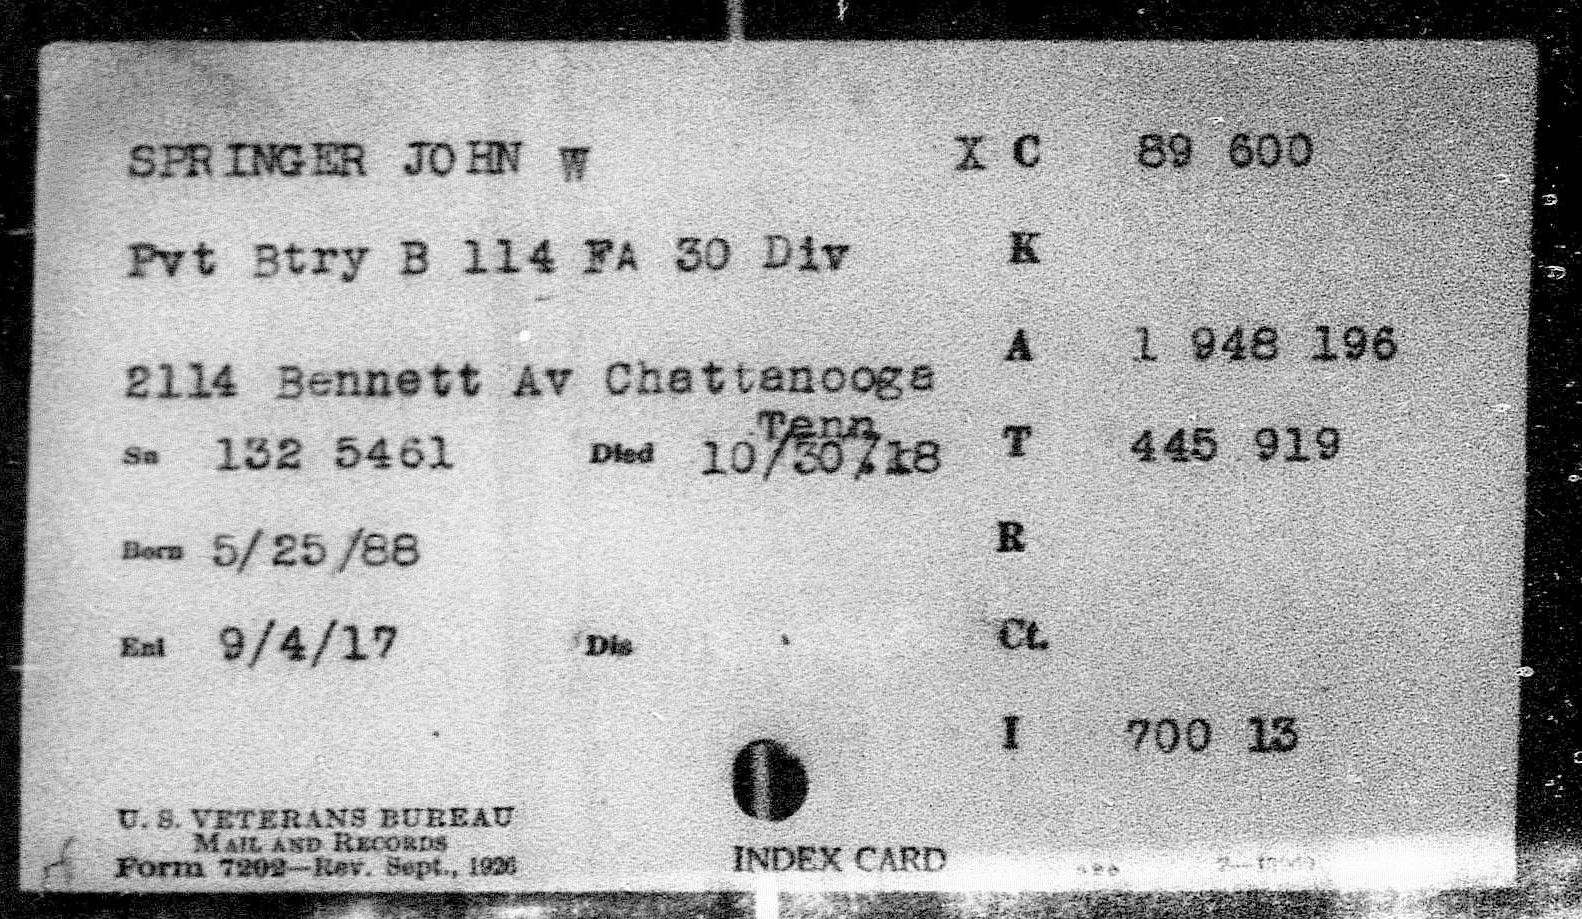 SPRINGER JOHN W X C 89 600
Pvt Btry B 114 FA 30 Div K
A 1 948 196
2114 Bennett Av Chattanooga
Tenn
Sn 132 5461 Died 10/30/18 T 445 919
R
Born 5/25/88
Enl 9/4/17 Dis Ct.
I 700 13
U. S. VETERANS BUREAU
MAIL AND RECORDS
Form 7202—Rev. Sept., 1926
INDEX CARD